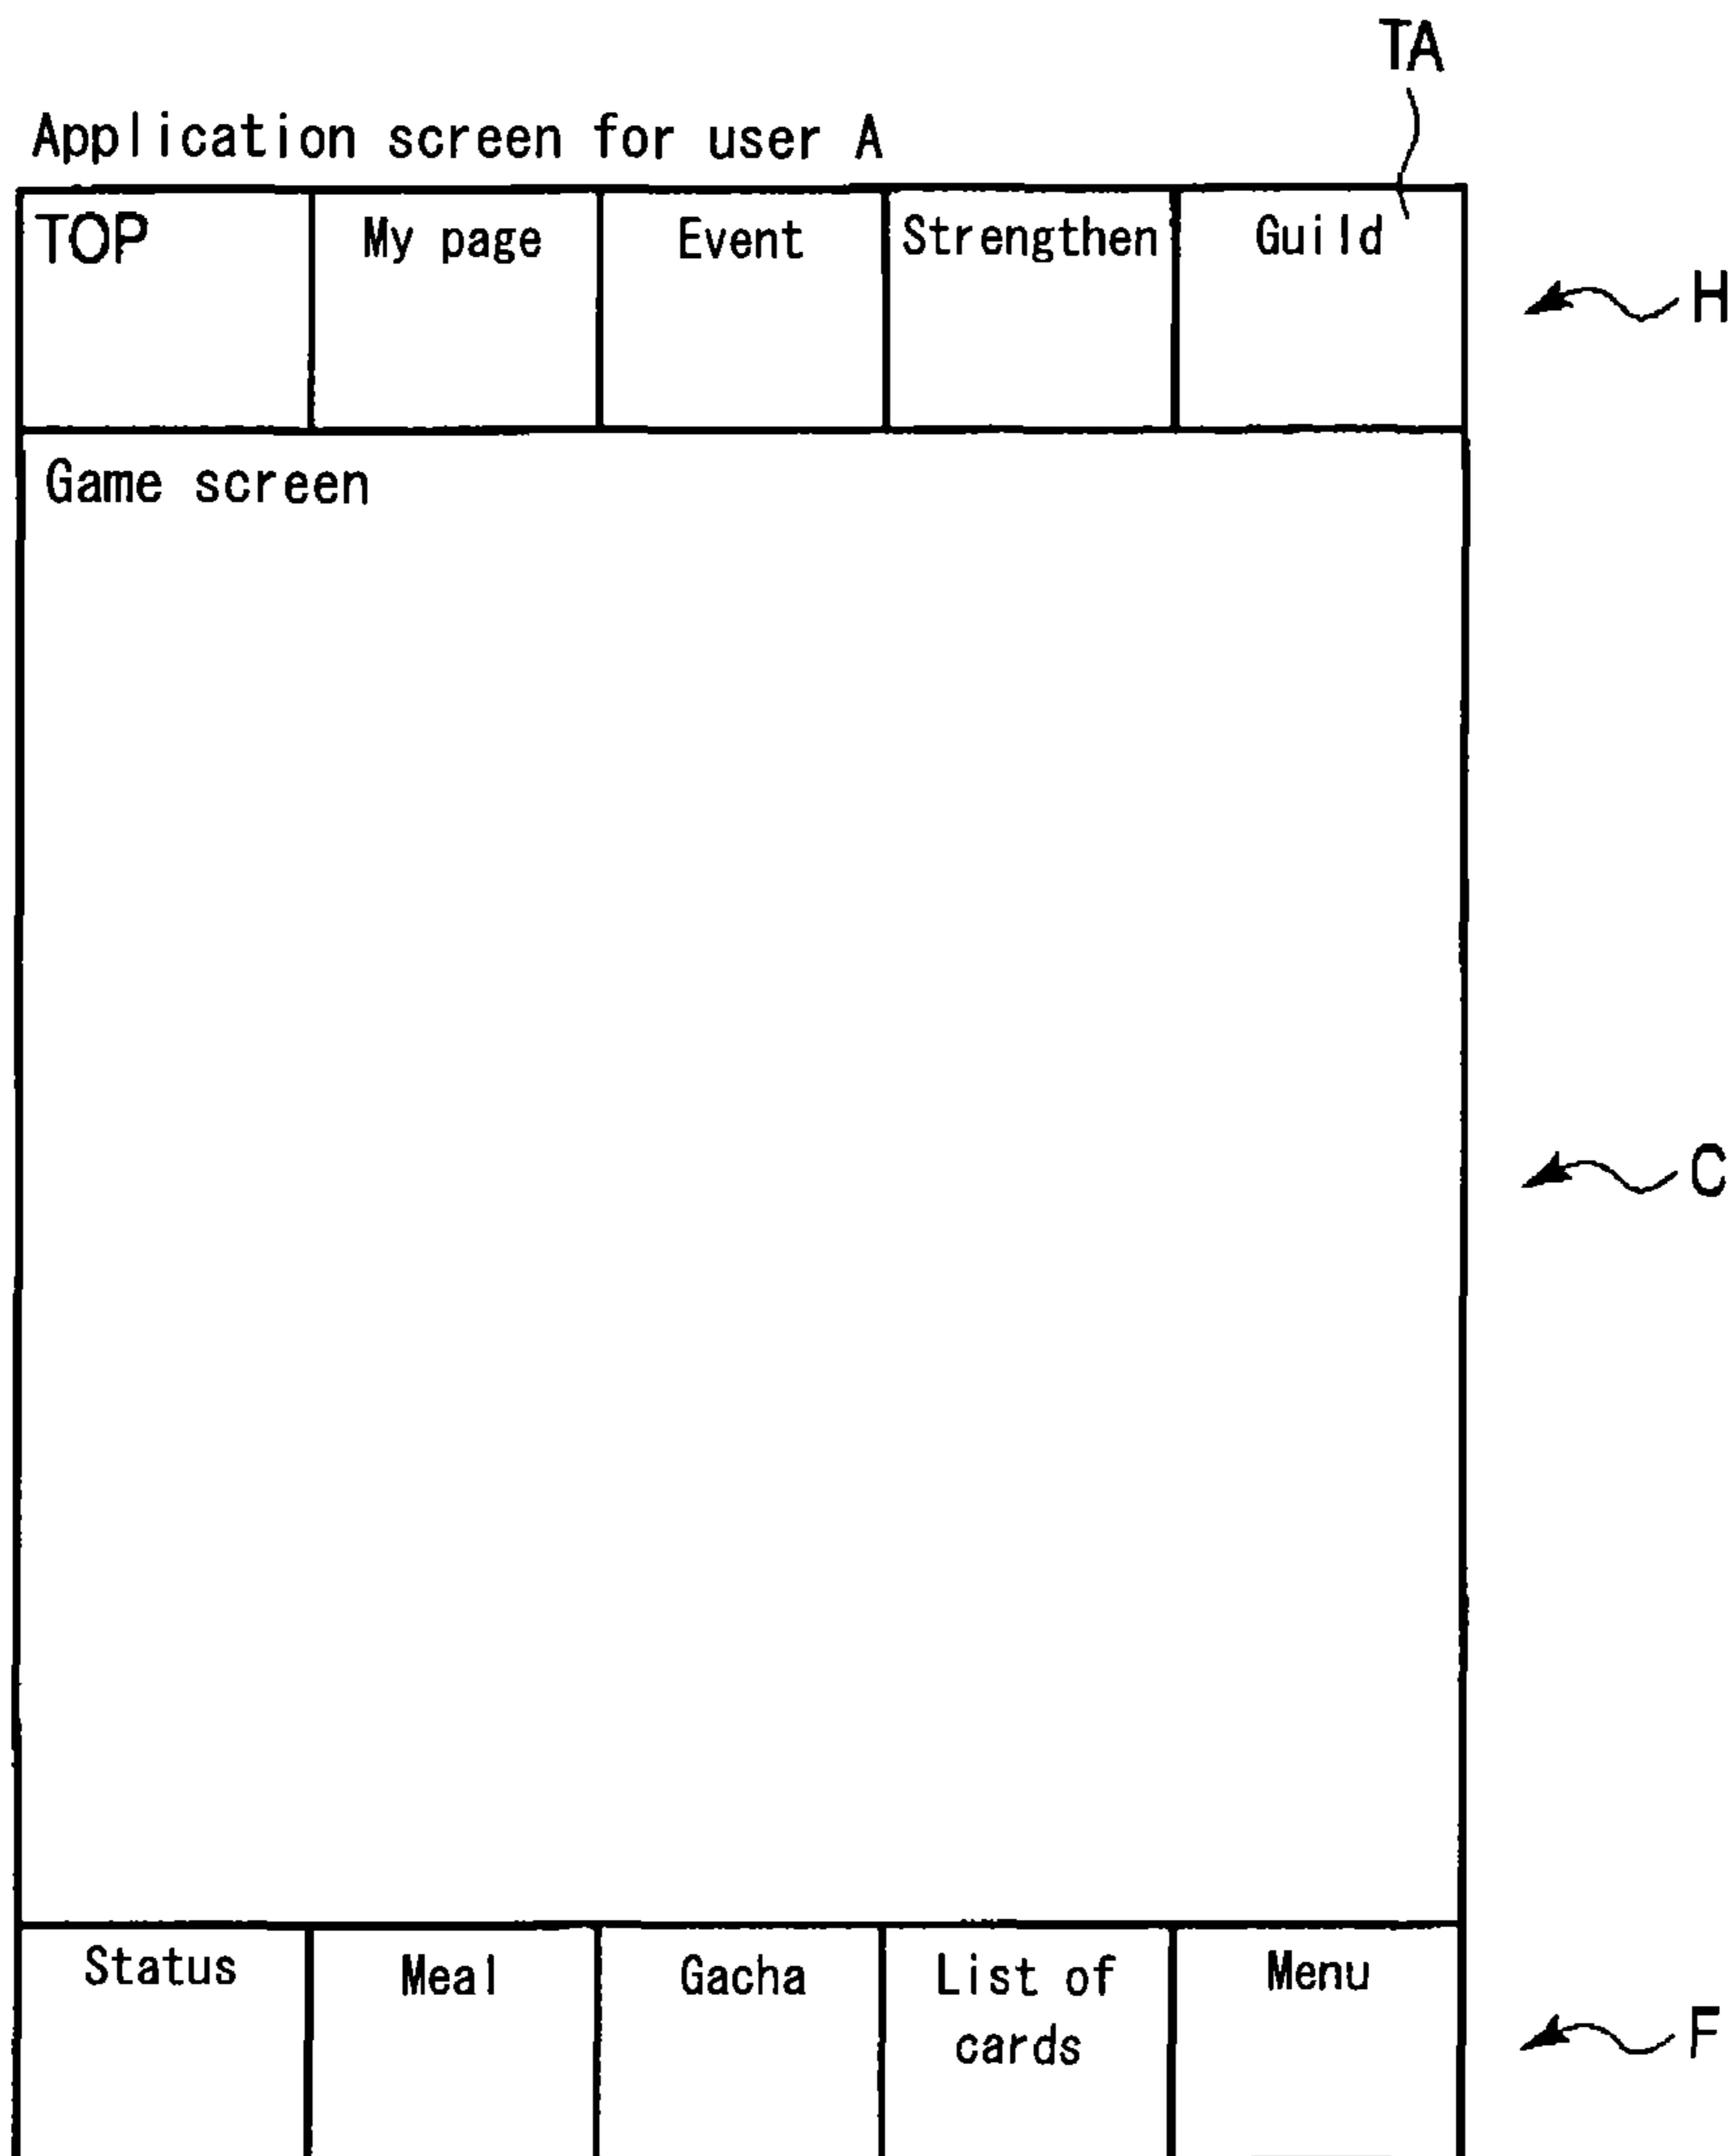 TA
Application screen for user A
TOP My page Event Strengthen Guild
H
Game screen
C
Status Meal Gacha List of Menu
cards
F